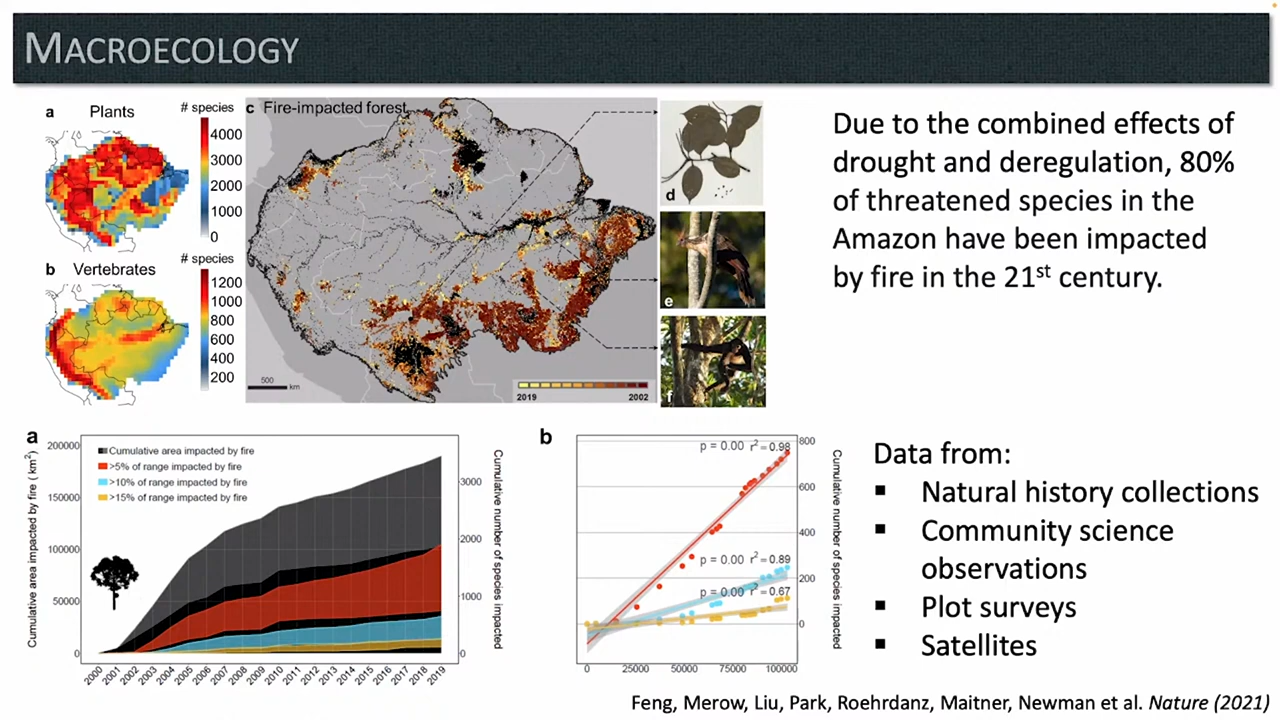 MACROECOLOGY
a Plants # species
4000
3000
2000
1000
0
b Vertebrates # species
1200
1000
800
600
400
200
c Fire-impacted forest
500 km
2019 2002
d
e
f
Due to the combined effects of
drought and deregulation, 80%
of threatened species in the
Amazon have been impacted
by fire in the 21st century.
a
Cumulative area impacted by fire ( km2)
200000
150000
100000
50000
0
Cumulative area impacted by fire
>5% of range impacted by fire
>10% of range impacted by fire
>15% of range impacted by fire
3000
2000
1000
0
Cumulative number of species impacted
2000 2001 2002 2003 2004 2005 2006 2007 2008 2009 2010 2011 2012 2013 2014 2015 2016 2017 2018 2019
b
p = 0.00 r2=0.98
p = 0.00 r2=0.89
p = 0.00 r2=0.67
800
600
400
200
0
Cumulative number of species impacted
0 25000 50000 75000 100000
Data from:
▪ Natural history collections
▪ Community science
observations
▪ Plot surveys
▪ Satellites
Feng, Merow, Liu, Park, Roehrdanz, Maitner, Newman et al. Nature (2021)